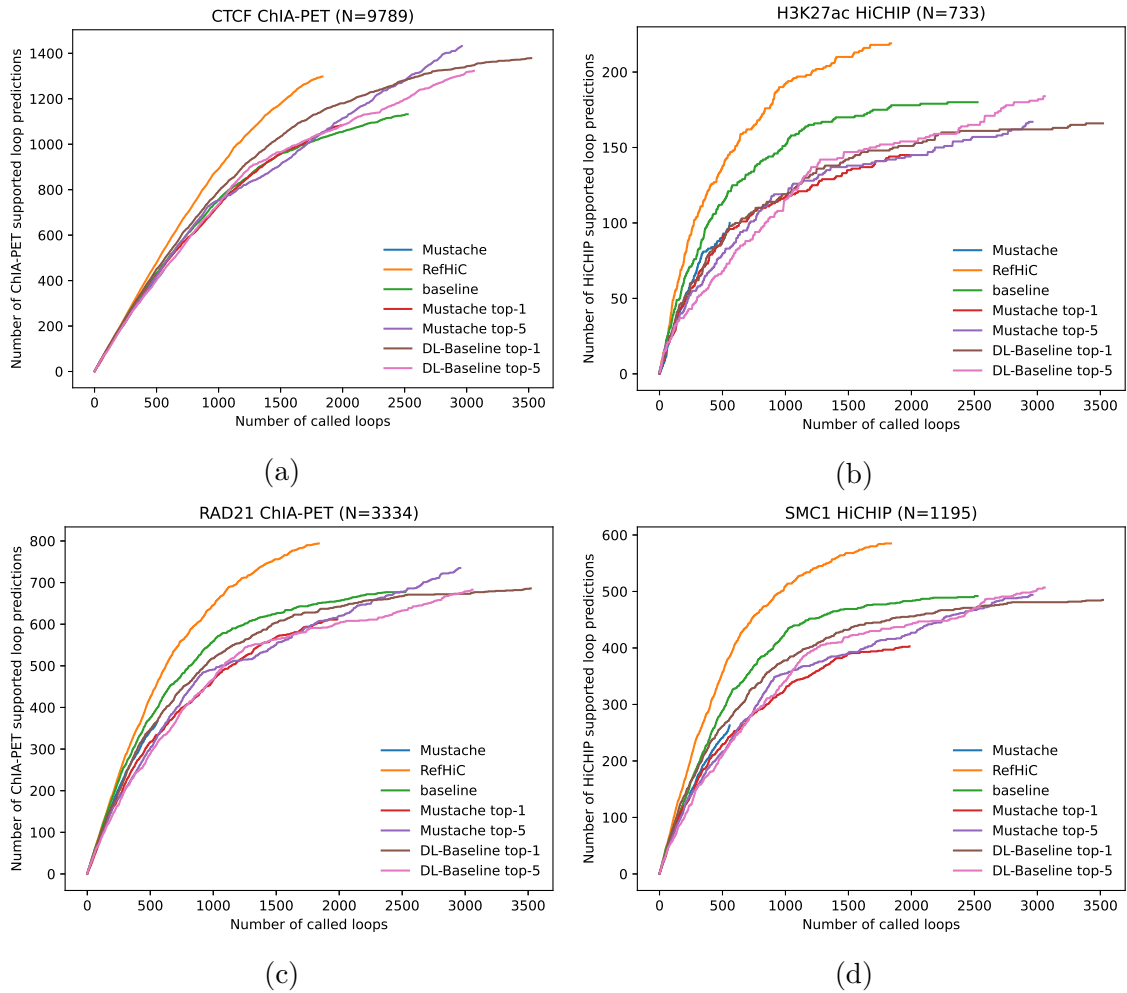 CTCF ChIA-PET (N=9789)
Number of ChIA-PET supported loop predictions
1400
1200
1000
800
600
400
200
0
Mustache
RefHiC
baseline
Mustache top-1
Mustache top-5
DL-Baseline top-1
DL-Baseline top-5
0 500 1000 1500 2000 2500 3000 3500
Number of called loops
(a)
H3K27ac HiCHIP (N=733)
Number of HiCHIP supported loop predictions
200
150
100
50
0
Mustache
RefHiC
baseline
Mustache top-1
Mustache top-5
DL-Baseline top-1
DL-Baseline top-5
0 500 1000 1500 2000 2500 3000 3500
Number of called loops
(b)
RAD21 ChIA-PET (N=3334)
Number of ChIA-PET supported loop predictions
800
700
600
500
400
300
200
100
0
Mustache
RefHiC
baseline
Mustache top-1
Mustache top-5
DL-Baseline top-1
DL-Baseline top-5
0 500 1000 1500 2000 2500 3000 3500
Number of called loops
(c)
SMC1 HiCHIP (N=1195)
Number of HiCHIP supported loop predictions
600
500
400
300
200
100
0
Mustache
RefHiC
baseline
Mustache top-1
Mustache top-5
DL-Baseline top-1
DL-Baseline top-5
0 500 1000 1500 2000 2500 3000 3500
Number of called loops
(d)